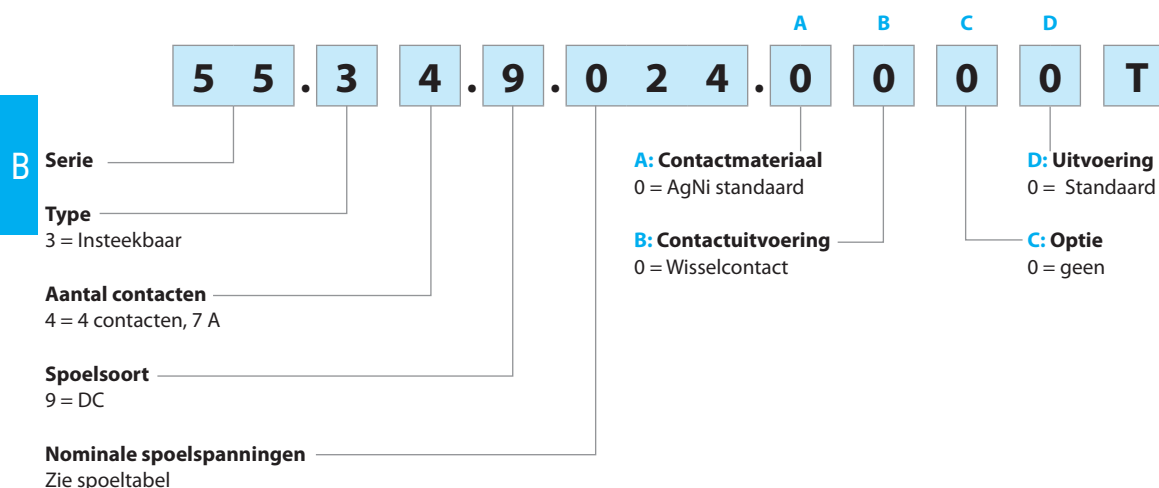 A B C D
5 5 . 3 4 . 9 . 0 2 4 . 0 0 0 0 T
B
Serie
Type
3 = Insteekbaar
Aantal contacten
4 = 4 contacten, 7 A
Spoelsoort
9 = DC
Nominale spoelspanningen
Zie spoeltabel
A: Contactmateriaal
0 = AgNi standaard
B: Contactuitvoering
0 = Wisselcontact
D: Uitvoering
0 = Standaard
C: Optie
0 = geen